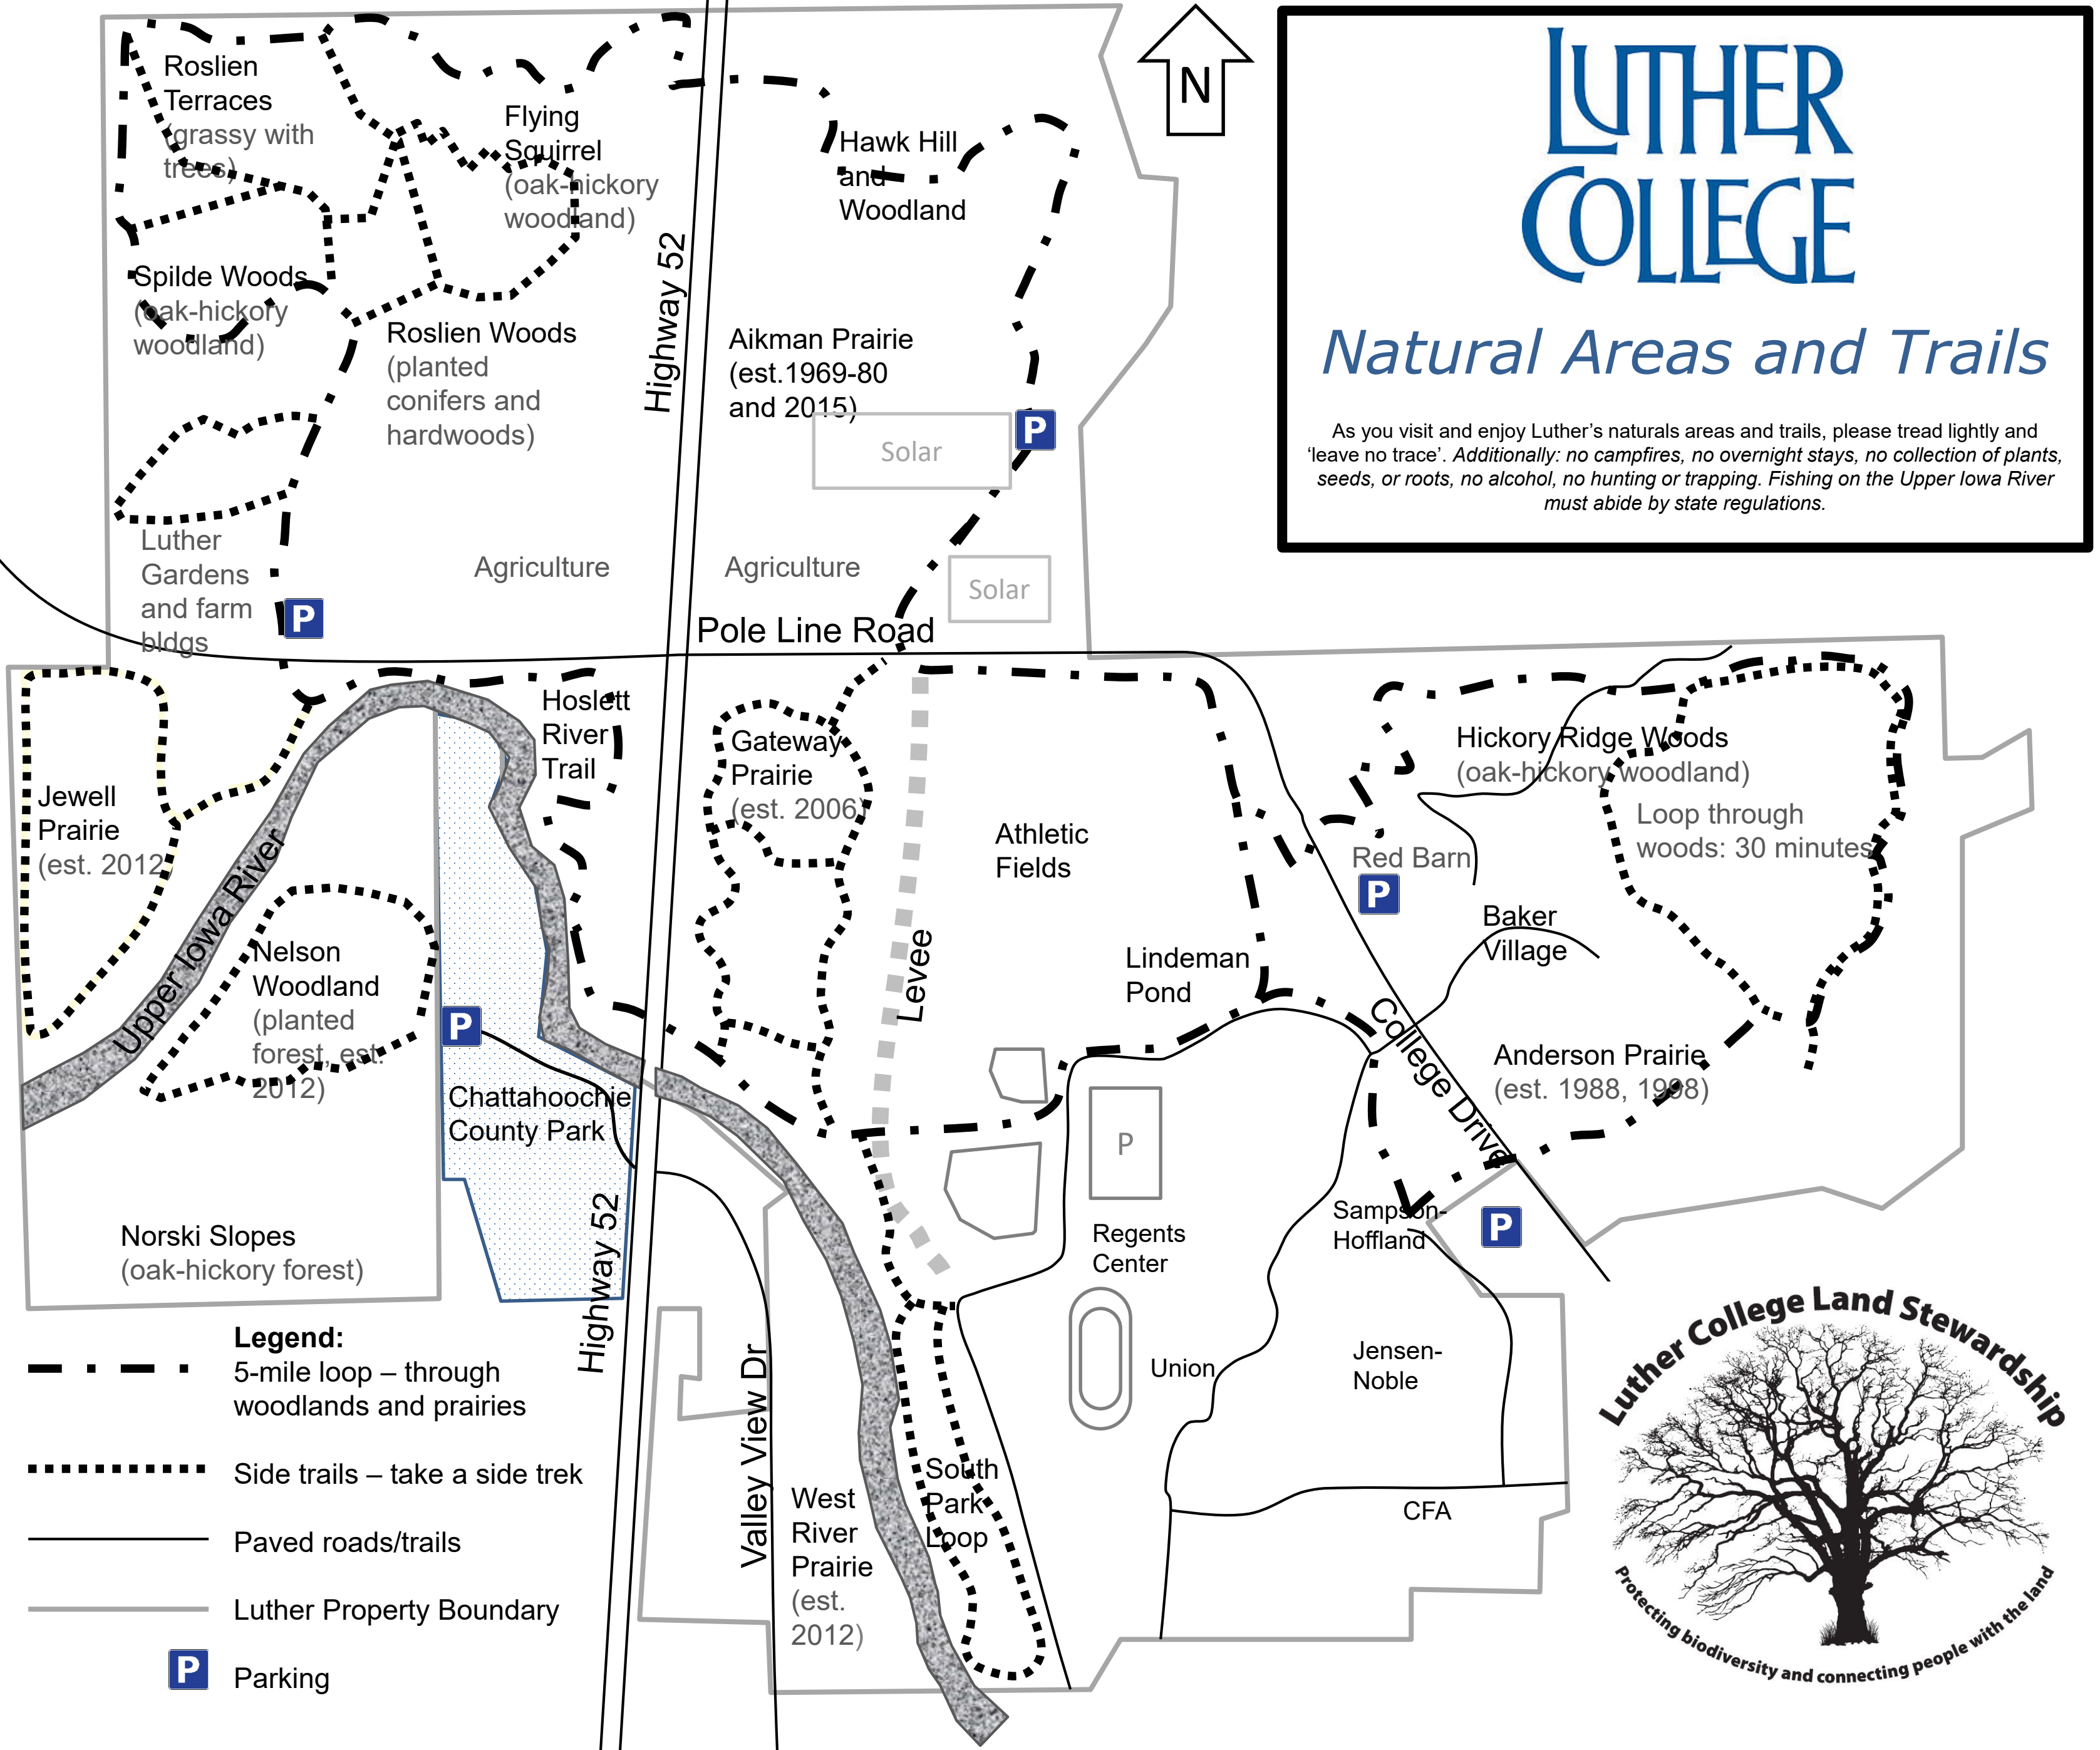 LUTHER
COLLEGE
Natural Areas and Trails
As you visit and enjoy Luther’s naturals areas and trails, please tread lightly and
‘leave no trace’. Additionally: no campfires, no overnight stays, no collection of plants,
seeds, or roots, no alcohol, no hunting or trapping. Fishing on the Upper Iowa River
must abide by state regulations.
N
Roslien
Terraces
(grassy with
trees)
Flying
Squirrel
(oak-hickory
woodland)
Hawk Hill
and
Woodland
Spilde Woods
(oak-hickory
woodland)
Roslien Woods
(planted
conifers and
hardwoods)
Highway 52
Aikman Prairie
(est.1969-80
and 2015)
Solar
P
Luther
Gardens
and farm
bldgs
P
Agriculture
Agriculture
Solar
Pole Line Road
Hoslett
River
Trail
Gateway
Prairie
(est. 2006)
Jewell
Prairie
(est. 2012)
Upper Iowa River
Nelson
Woodland
(planted
forest, est.
2012)
P
Chattahoochie
County Park
Levee
Athletic
Fields
Lindeman
Pond
Hickory Ridge Woods
(oak-hickory woodland)
Loop through
woods: 30 minutes
Red Barn
P
Baker
Village
College Drive
Anderson Prairie
(est. 1988, 1998)
P
Regents
Center
Sampson-
Hoffland
P
Norski Slopes
(oak-hickory forest)
Highway 52
Valley View Dr
Union
Jensen-
Noble
CFA
South
Park
Loop
West
River
Prairie
(est.
2012)
Legend:
5-mile loop – through
woodlands and prairies
Side trails – take a side trek
Paved roads/trails
Luther Property Boundary
P
Parking
Luther College Land Stewardship
Protecting biodiversity and connecting people with the land